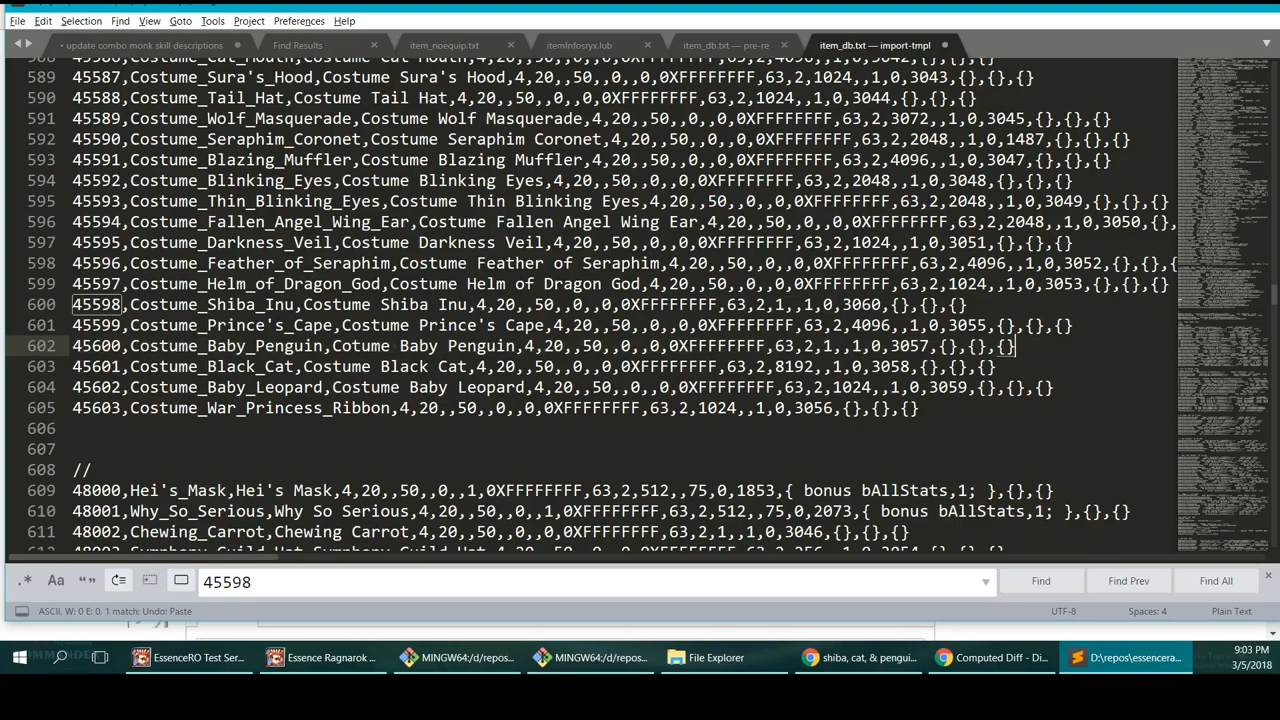 File Edit Selection Find View Goto Tools Project Preferences Help
• update combo monk skill descriptions Find Results item_noequip.txt itemInfosryx.lub item_db.txt — pre-re item_db.txt — import-tmpl
589 45587,Costume_Sura's_Hood,Costume Sura's Hood,4,20,,50,,0,,0,0XFFFFFFFF,63,2,1024,,1,0,3043,{},{},{}
590 45588,Costume_Tail_Hat,Costume Tail Hat,4,20,,50,,0,,0,0XFFFFFFFF,63,2,1024,,1,0,3044,{},{},{}
591 45589,Costume_Wolf_Masquerade,Costume Wolf Masquerade,4,20,,50,,0,,0,0XFFFFFFFF,63,2,3072,,1,0,3045,{},{},{}
592 45590,Costume_Seraphim_Coronet,Costume Seraphim Coronet,4,20,,50,,0,,0,0XFFFFFFFF,63,2,2048,,1,0,1487,{},{},{}
593 45591,Costume_Blazing_Muffler,Costume Blazing Muffler,4,20,,50,,0,,0,0XFFFFFFFF,63,2,4096,,1,0,3047,{},{},{}
594 45592,Costume_Blinking_Eyes,Costume Blinking Eyes,4,20,,50,,0,,0,0XFFFFFFFF,63,2,2048,,1,0,3048,{},{},{}
595 45593,Costume_Thin_Blinking_Eyes,Costume Thin Blinking Eyes,4,20,,50,,0,,0,0XFFFFFFFF,63,2,2048,,1,0,3049,{},{},{}
596 45594,Costume_Fallen_Angel_Wing_Ear,Costume Fallen Angel Wing Ear,4,20,,50,,0,,0,0XFFFFFFFF,63,2,2048,,1,0,3050,{},{},
597 45595,Costume_Darkness_Veil,Costume Darkness Veil,4,20,,50,,0,,0,0XFFFFFFFF,63,2,1024,,1,0,3051,{},{},{}
598 45596,Costume_Feather_of_Seraphim,Costume Feather of Seraphim,4,20,,50,,0,,0,0XFFFFFFFF,63,2,4096,,1,0,3052,{},{},{
599 45597,Costume_Helm_of_Dragon_God,Costume Helm of Dragon God,4,20,,50,,0,,0,0XFFFFFFFF,63,2,1024,,1,0,3053,{},{},{}
600 45598,Costume_Shiba_Inu,Costume Shiba Inu,4,20,,50,,0,,0,0XFFFFFFFF,63,2,1,,1,0,3060,{},{},{}
601 45599,Costume_Prince's_Cape,Costume Prince's Cape,4,20,,50,,0,,0,0XFFFFFFFF,63,2,4096,,1,0,3055,{},{},{}
602 45600,Costume_Baby_Penguin,Cotume Baby Penguin,4,20,,50,,0,,0,0XFFFFFFFF,63,2,1,,1,0,3057,{},{},{}
603 45601,Costume_Black_Cat,Costume Black Cat,4,20,,50,,0,,0,0XFFFFFFFF,63,2,8192,,1,0,3058,{},{},{}
604 45602,Costume_Baby_Leopard,Costume Baby Leopard,4,20,,50,,0,,0,0XFFFFFFFF,63,2,1024,,1,0,3059,{},{},{}
605 45603,Costume_War_Princess_Ribbon,4,20,,50,,0,,0,0XFFFFFFFF,63,2,1024,,1,0,3056,{},{},{}
606
607
608 //
609 48000,Hei's_Mask,Hei's Mask,4,20,,50,,0,,1,0XFFFFFFFF,63,2,512,,75,0,1553,{ bonus bAllStats,1; },{},{}
610 48001,Why_So_Serious,Why So Serious,4,20,,50,,0,,0,0XFFFFFFFF,63,2,512,,75,0,2073,{ bonus bAllStats,1; },{},{}
611 48002,Chewing_Carrot,Chewing Carrot,4,20,,50,,0,,0,0XFFFFFFFF,63,2,1,,1,0,3046,{},{},{}
45598 Find Find Prev Find All
ASCII, W: 0 E: 0, 1 match: Undo: Paste UTF-8 Spaces: 4 Plain Text
EssenceRO Test Ser... Essence Ragnarok ... MINGW64:/d/repos... MINGW64:/d/repos... File Explorer shiba, cat, & pengui... Computed Diff - Di... D:\repos\essencera...
9:03 PM
3/5/2018